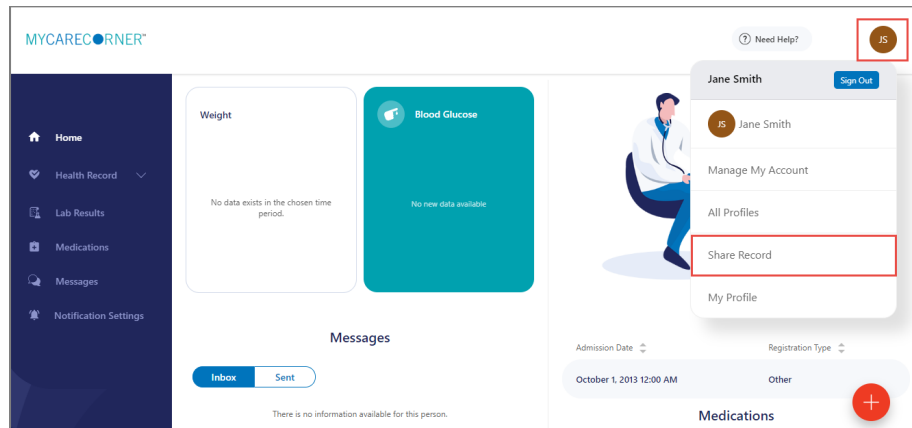 MYCARECORNER™
Need Help?
JS
Jane Smith
Sign Out
JS Jane Smith
Manage My Account
All Profiles
Share Record
My Profile
Home
Health Record
Lab Results
Medications
Messages
Notification Settings
Weight
No data exists in the chosen time
period.
Blood Glucose
No new data available
Messages
Inbox Sent
There is no information available for this person.
Admission Date Registration Type
October 1, 2013 12:00 AM Other
Medications